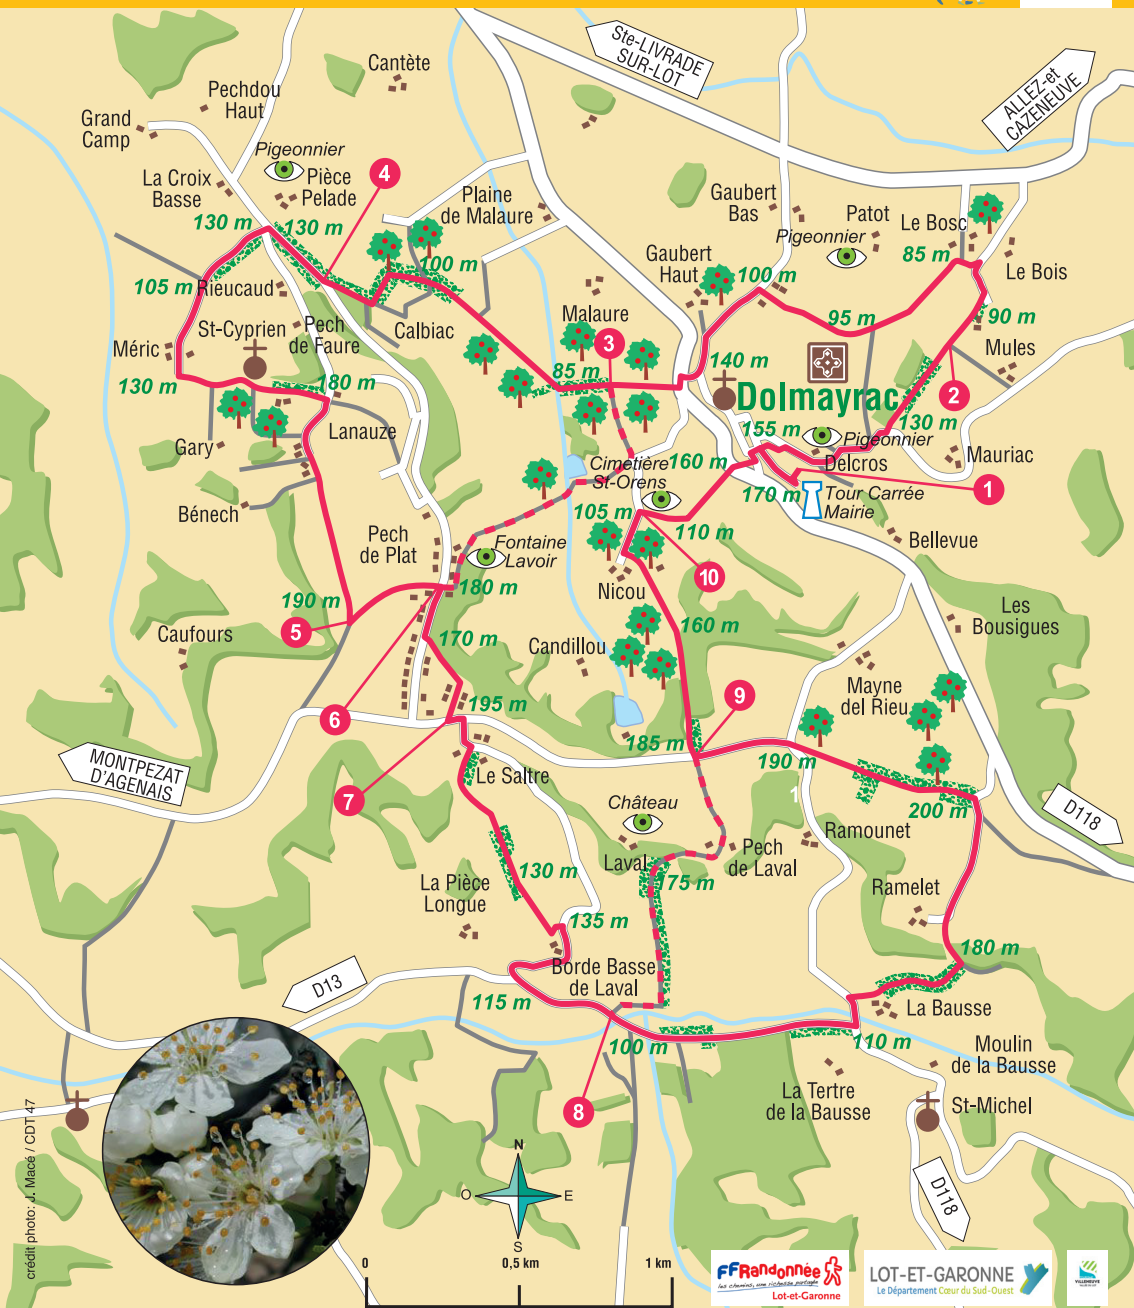 Ste-LIVRADE
SUR-LOT
ALLEZ-et
CAZENEUVE
Cantète
Pechdou
Haut
Grand
Camp
Pigeonnier
La Croix
Basse
Pièce
Pelade
4
Plaine
de Malaure
Gaubert
Bas
Patot
Pigeonnier
Le Bosc
85 m
Le Bois
130 m
130 m
100 m
Gaubert
Haut
100 m
105 m
Rieucaud
St-Cyprien
Pech
de Faure
Calbiac
Malaure
3
95 m
90 m
Mules
Méric
130 m
180 m
85 m
140 m
Dolmayrac
2
130 m
155 m
Pigeonnier
Gary
Lanauze
Cimetière
St-Orens
160 m
Delcros
Mauriac
170 m
Tour Carrée
Mairie
1
Bénech
105 m
110 m
Bellevue
Pech
de Plat
Fontaine
Lavoir
10
Nicou
180 m
190 m
5
Caufours
170 m
Candillou
160 m
Les
Bousigues
6
195 m
9
Mayne
del Rieu
185 m
190 m
MONTPEZAT
D'AGENAIS
7
Le Saltre
Château
1
200 m
D118
Ramounet
Laval
175 m
Pech
de Laval
130 m
La Pièce
Longue
Ramelet
135 m
180 m
D13
Borde Basse
de Laval
115 m
La Bausse
100 m
110 m
Moulin
de la Bausse
8
La Tertre
de la Bausse
St-Michel
D118
N
O
E
S
0
0,5 km
1 km
crédit photo: J. Macé / CDT 47
FFRandonnée
les chemins, une richesse partagée
Lot-et-Garonne
LOT-ET-GARONNE
Le Département Cœur du Sud-Ouest